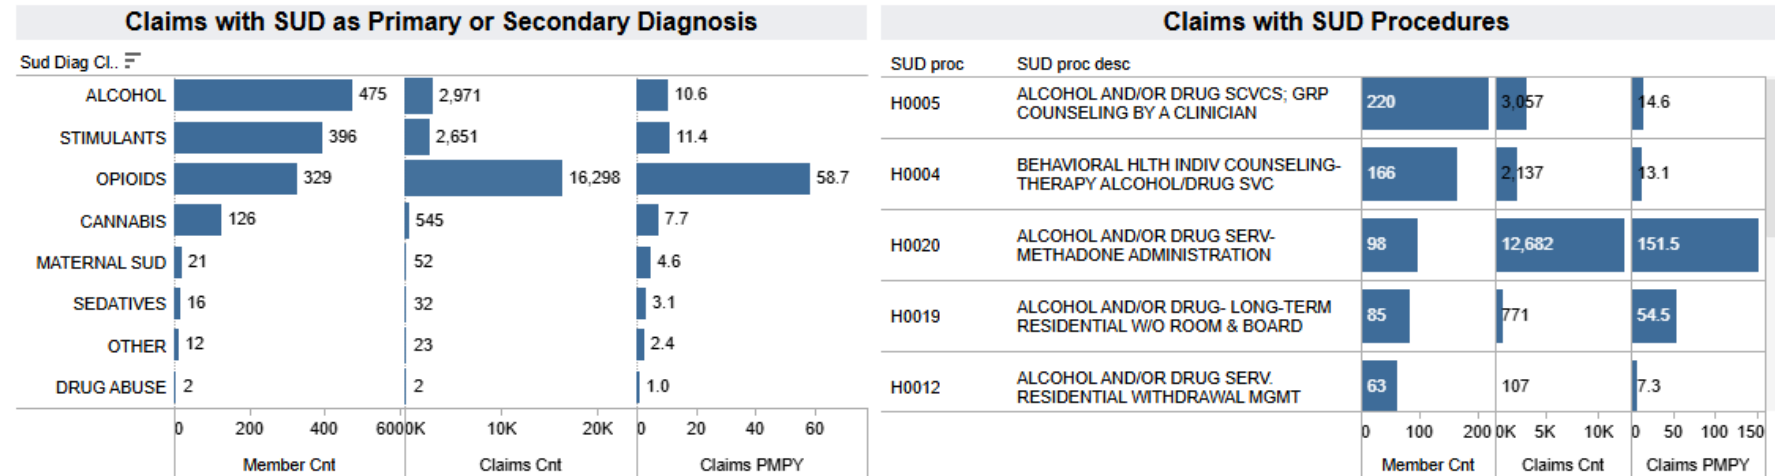 Claims with SUD as Primary or Secondary Diagnosis
Sud Diag Cl..
ALCOHOL 475 2,971 10.6
STIMULANTS 396 2,651 11.4
OPIOIDS 329 16,298 58.7
CANNABIS 126 545 7.7
MATERNAL SUD 21 52 4.6
SEDATIVES 16 32 3.1
OTHER 12 23 2.4
DRUG ABUSE 2 2 1.0
0 200 400 600 0K 10K 20K 0 20 40 60
Member Cnt Claims Cnt Claims PMPY
Claims with SUD Procedures
SUD proc SUD proc desc
H0005 ALCOHOL AND/OR DRUG SCVCS; GRP
COUNSELING BY A CLINICIAN 220 3,057 14.6
H0004 BEHAVIORAL HLTH INDIV COUNSELING-
THERAPY ALCOHOL/DRUG SVC 166 2,137 13.1
H0020 ALCOHOL AND/OR DRUG SERV-
METHADONE ADMINISTRATION 98 12,682 151.5
H0019 ALCOHOL AND/OR DRUG- LONG-TERM
RESIDENTIAL W/O ROOM & BOARD 85 771 54.5
H0012 ALCOHOL AND/OR DRUG SERV.
RESIDENTIAL WITHDRAWAL MGMT 63 107 7.3
0 100 200 0K 5K 10K 0 50 100 150
Member Cnt Claims Cnt Claims PMPY